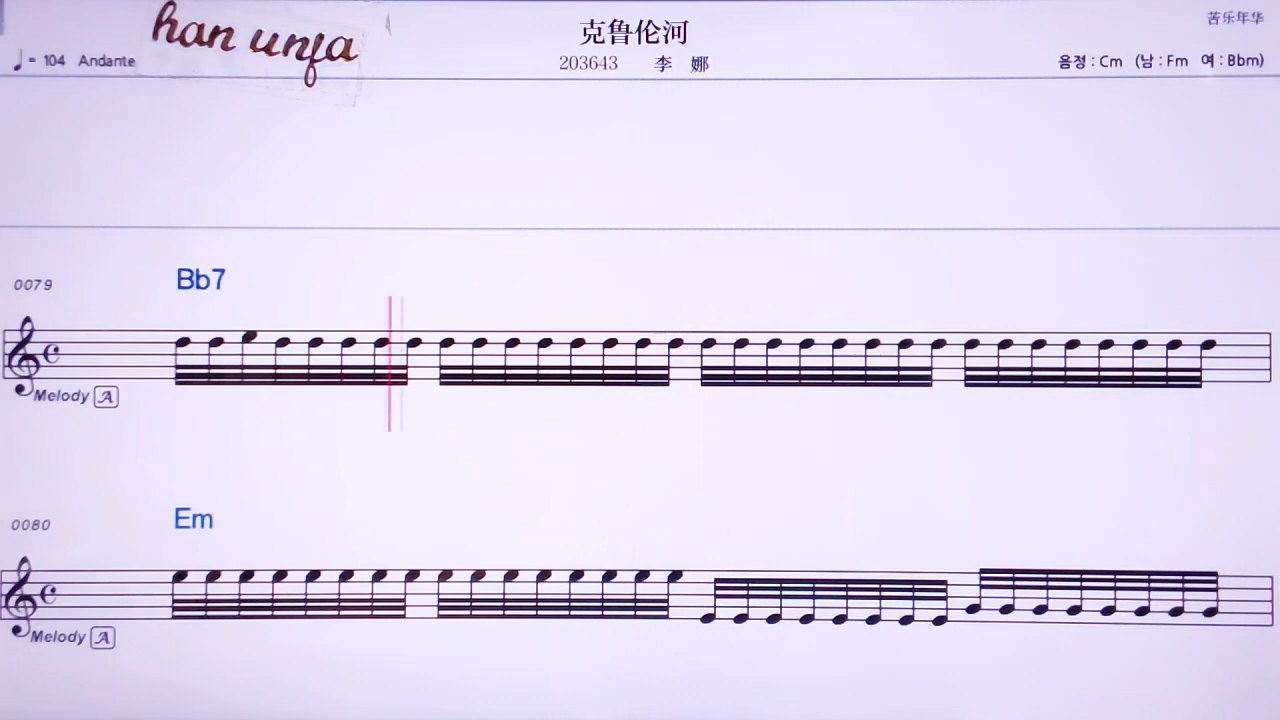 han unfa
克鲁伦河
苦乐年华
♩= 104 Andante
203643 李 娜
음정 : Cm (남 : Fm 여 : Bbm)
0079
Bb7
Melody A
0080
Em
Melody A